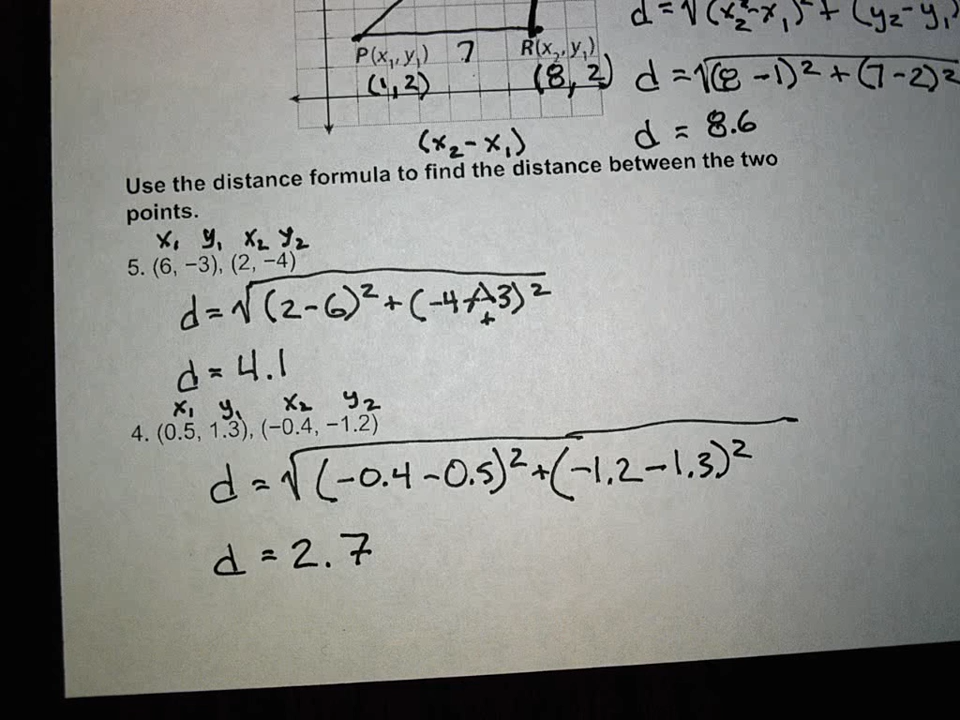 d = √(x₂-x₁)² + (y₂-y₁)
P(x₁, y₁) 7 R(x₂, y₁)
(1,2) (8, 2) d = √(8-1)² + (7-2)²
(x₂-x₁) d = 8.6
Use the distance formula to find the distance between the two
points.
x₁ y₁ x₂ y₂
5. (6, −3), (2, −4)
d = √(2-6)² + (-4+3)²
d = 4.1
x₁ y₁ x₂ y₂
4. (0.5, 1.3), (−0.4, −1.2)
d = √(-0.4-0.5)² + (-1.2-1.3)²
d = 2.7